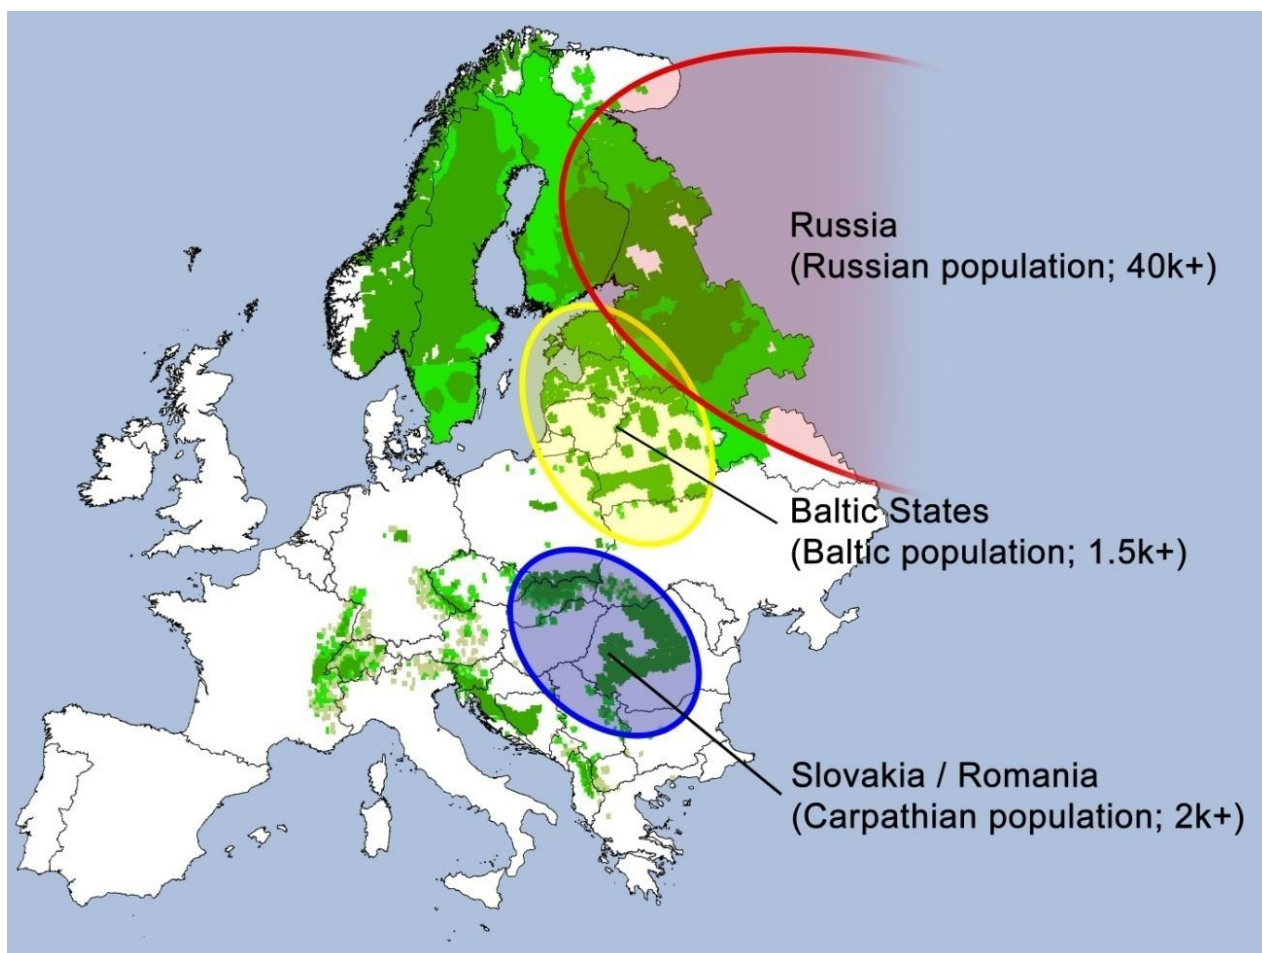 Russia
(Russian population; 40k+)
Baltic States
(Baltic population; 1.5k+)
Slovakia / Romania
(Carpathian population; 2k+)